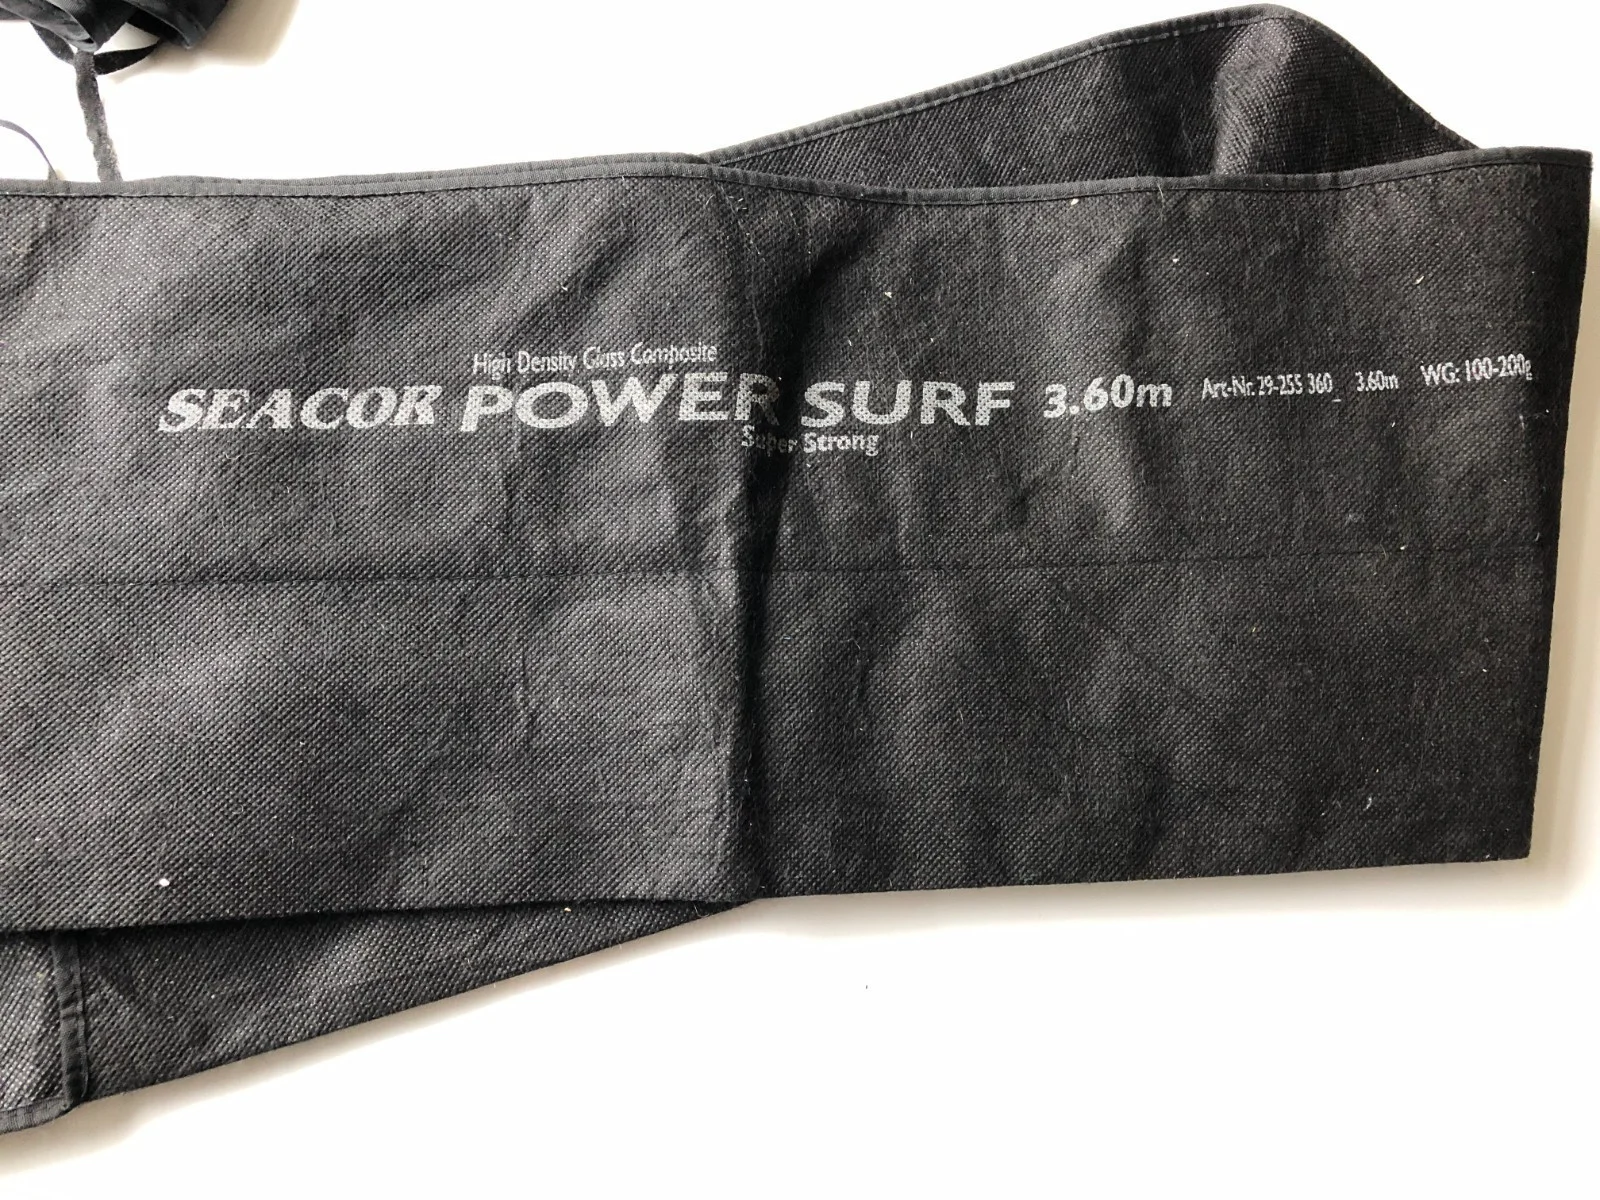 High Density Glass Composite
SEACOR POWER SURF 3.60m Art-Nr. 29-255 360_ 3.60m WG: 100-200g
Super Strong